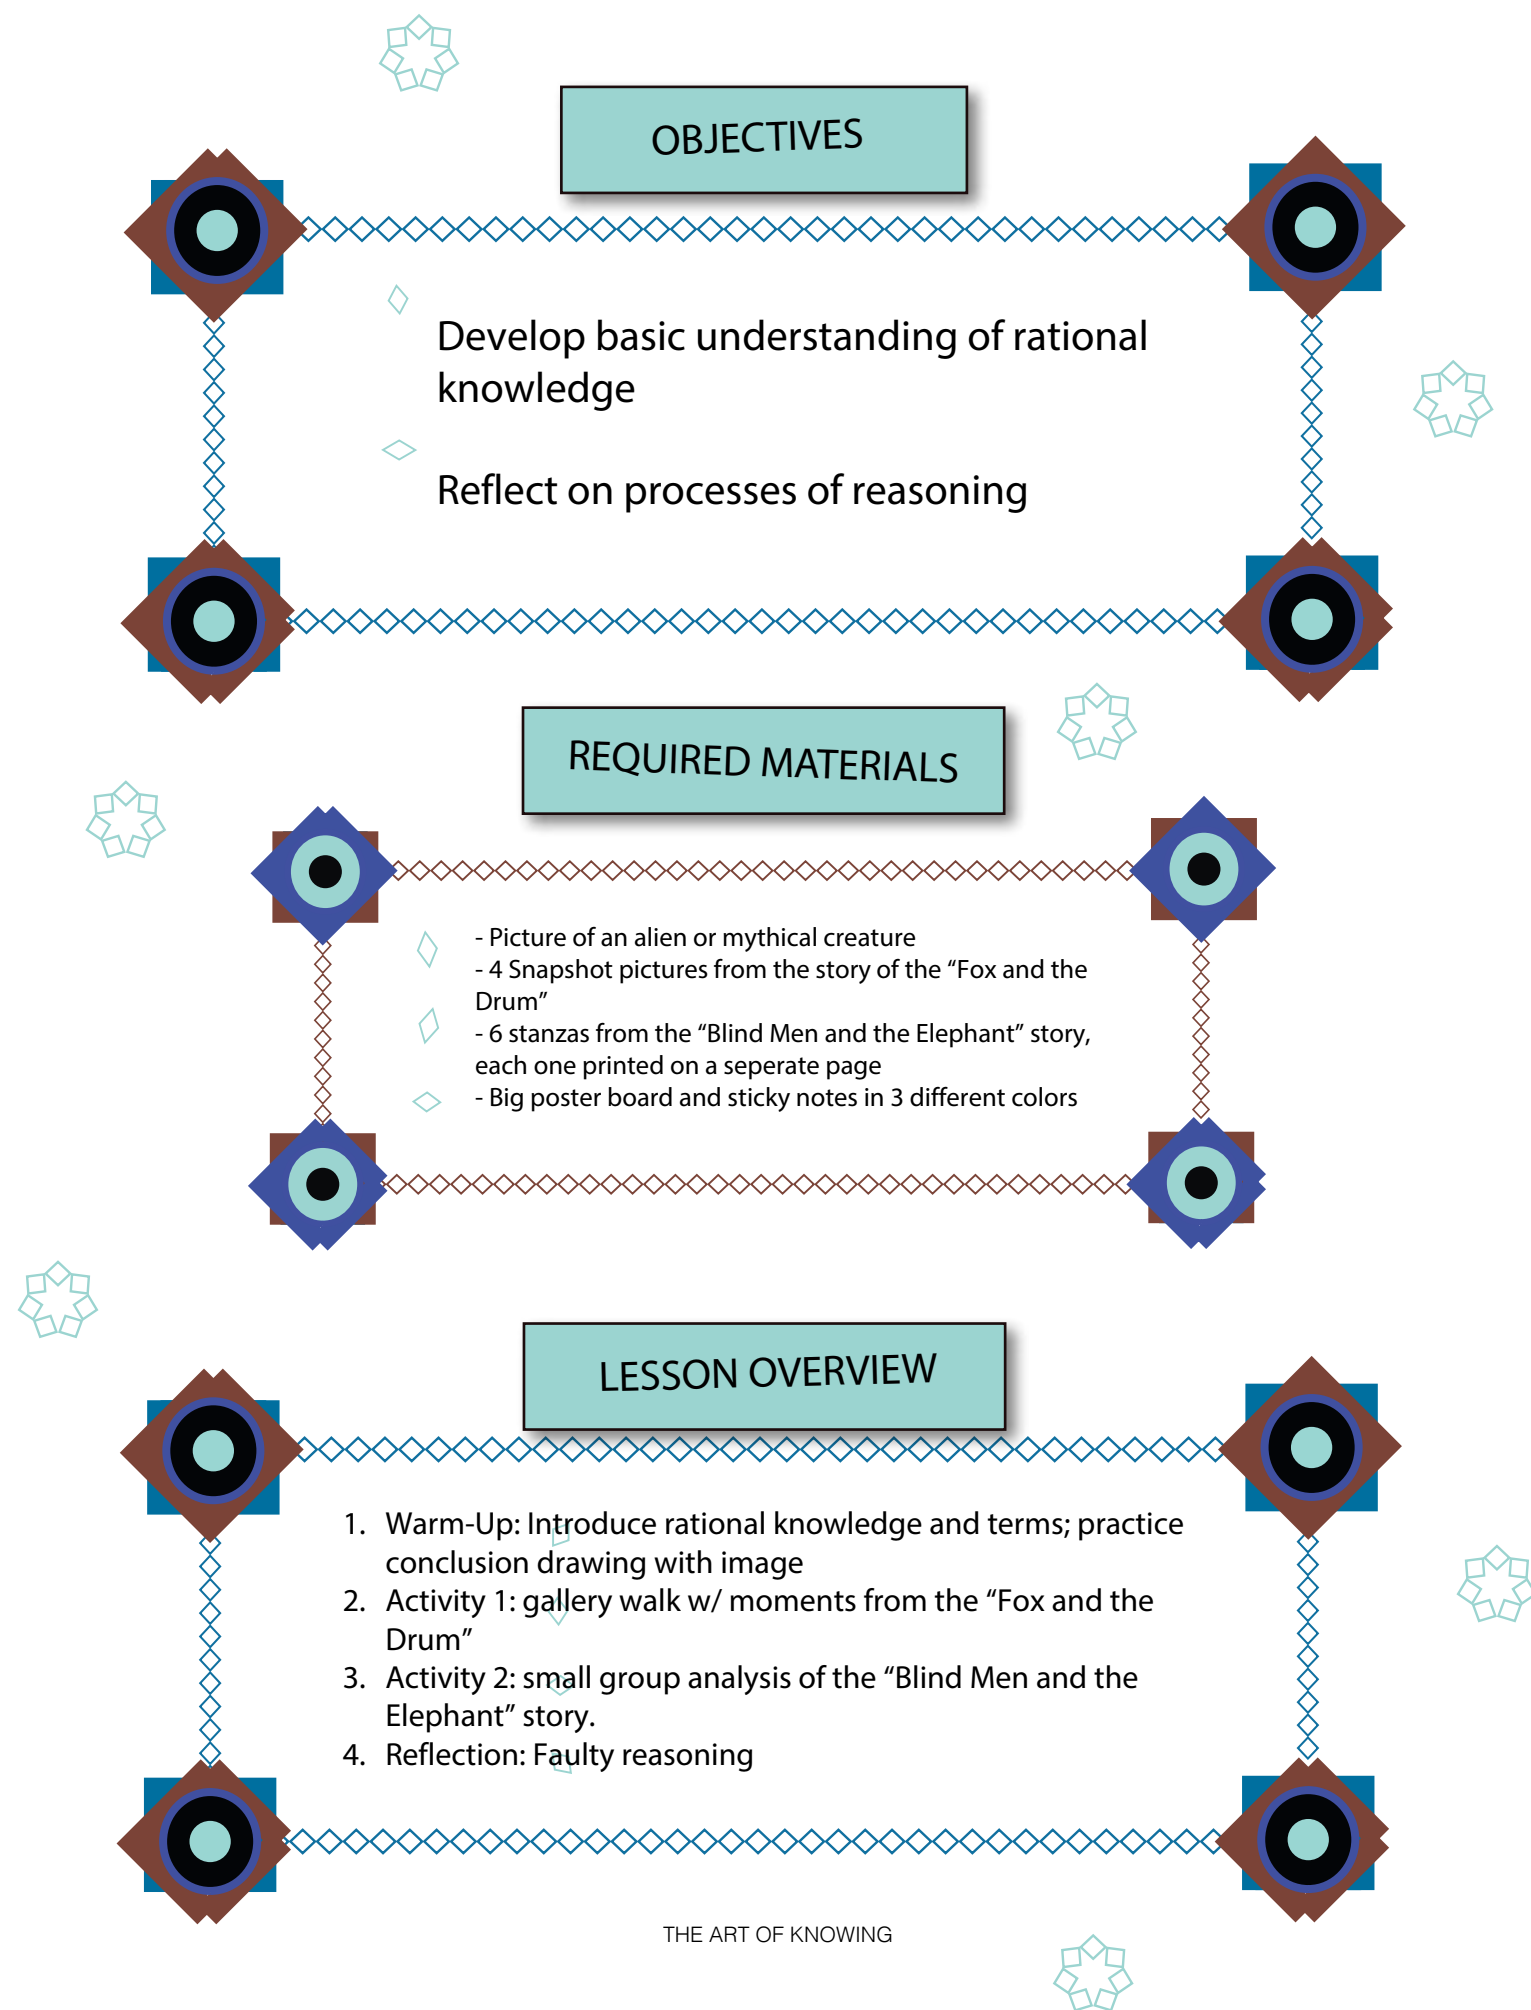 OBJECTIVES
Develop basic understanding of rational
knowledge
Reflect on processes of reasoning
REQUIRED MATERIALS
- Picture of an alien or mythical creature
- 4 Snapshot pictures from the story of the “Fox and the
Drum”
- 6 stanzas from the “Blind Men and the Elephant” story,
each one printed on a seperate page
- Big poster board and sticky notes in 3 different colors
LESSON OVERVIEW
1. Warm-Up: Introduce rational knowledge and terms; practice
conclusion drawing with image
2. Activity 1: gallery walk w/ moments from the “Fox and the
Drum”
3. Activity 2: small group analysis of the “Blind Men and the
Elephant” story.
4. Reflection: Faulty reasoning
THE ART OF KNOWING